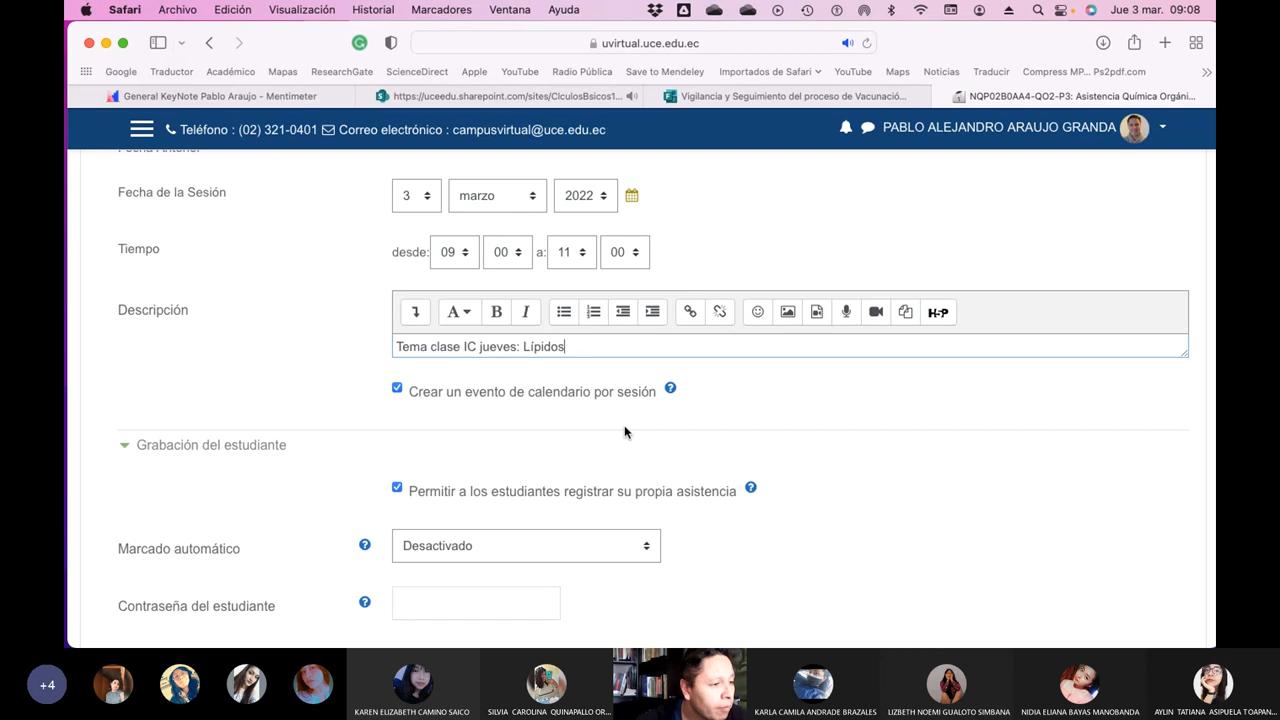 Safari Archivo Edición Visualización Historial Marcadores Ventana Ayuda Jue 3 mar. 09:08
uvirtual.uce.edu.ec
Google Traductor Académico Mapas ResearchGate ScienceDirect Apple YouTube Radio Pública Save to Mendeley Importados de Safari YouTube Maps Noticias Traducir Compress MP... Ps2pdf.com
General KeyNote Pablo Araujo - Mentimeter https://uceedu.sharepoint.com/sites/CIculosBsicos1... Vigilancia y Seguimiento del proceso de Vacunació... NQP02B0A4-QO2-P3: Asistencia Química Orgáni...
Teléfono : (02) 321-0401 Correo electrónico : campusvirtual@uce.edu.ec PABLO ALEJANDRO ARAUJO GRANDA
Fecha de la Sesión 3 marzo 2022
Tiempo desde: 09 00 a: 11 00
Descripción A B I H-P
Tema clase IC jueves: Lípidos
Crear un evento de calendario por sesión
Grabación del estudiante
Permitir a los estudiantes registrar su propia asistencia
Marcado automático Desactivado
Contraseña del estudiante
+4
KAREN ELIZABETH CAMINO SAICO SILVIA CAROLINA QUINAPALLO OR... KARLA CAMILA ANDRADE BRAZALES LIZBETH NOEMI GUALOTO SIMBANA NIDIA ELIANA BAYAS MANOBANDA AYLIN TATIANA ASIPUELA TOAPAN...